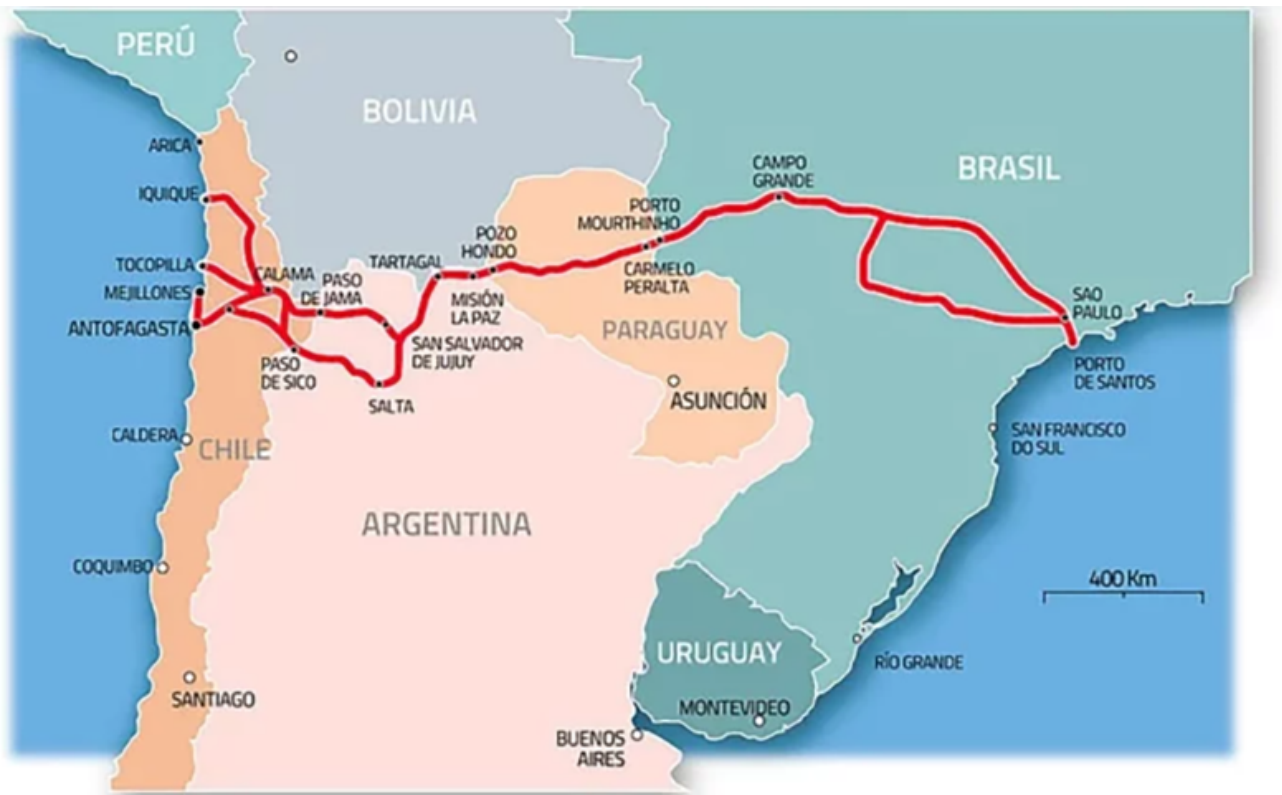 PERÚ
BOLIVIA
ARICA
CAMPO
GRANDE
BRASIL
IQUIQUE
PORTO
MOURTHINHO
POZO
HONDO
TARTAGAL
TOCOPILLA
CALAMA
PASO
DE JAMA
CARMELO
PERALTA
MEJILLONES
MISIÓN
LA PAZ
SAO
PAULO
ANTOFAGASTA
PARAGUAY
SAN SALVADOR
DE JUJUY
PASO
DE SICO
PORTO
DE SANTOS
SALTA
ASUNCIÓN
CALDERA
CHILE
SAN FRANCISCO
DO SUL
ARGENTINA
COQUIMBO
400 Km
URUGUAY
RÍO GRANDE
SANTIAGO
MONTEVIDEO
BUENOS
AIRES